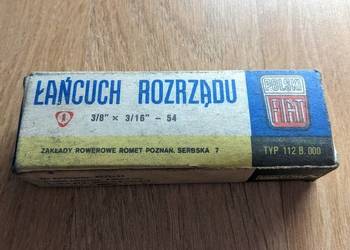 ŁAŃCUCH ROZRZĄDU
3/8" × 3/16" - 54
ZAKŁADY ROWEROWE ROMET POZNAŃ. SERBSKA 7
POLSKI
FIAT
TYP 112 B. 000